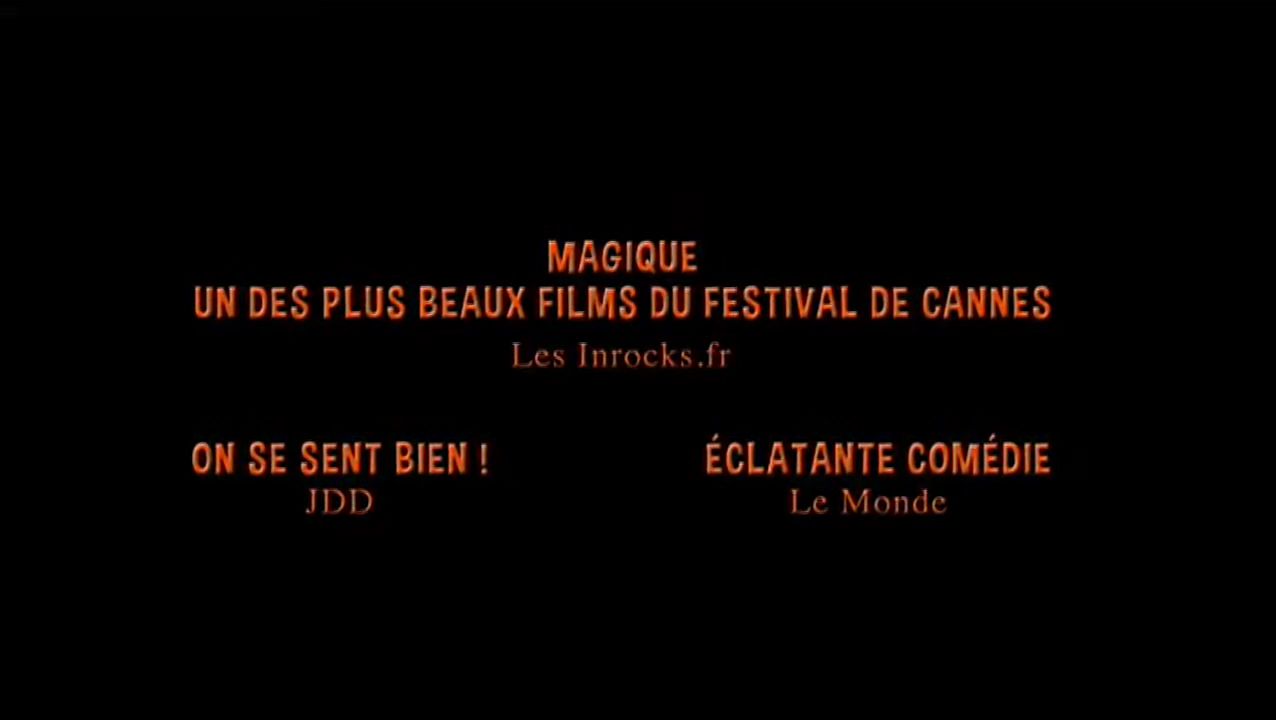 MAGIQUE
UN DES PLUS BEAUX FILMS DU FESTIVAL DE CANNES
Les Inrocks.fr
ON SE SENT BIEN !
JDD
ÉCLATANTE COMÉDIE
Le Monde